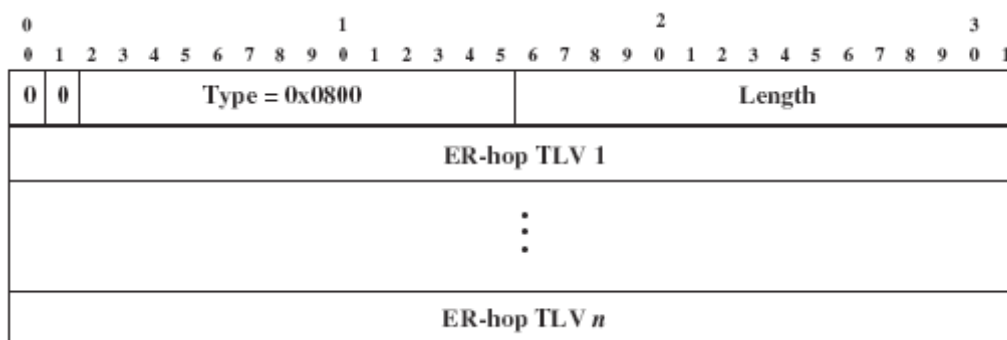 0 1 2 3
0 1 2 3 4 5 6 7 8 9 0 1 2 3 4 5 6 7 8 9 0 1 2 3 4 5 6 7 8 9 0 1
0 0 Type = 0x0800 Length
ER-hop TLV 1
ER-hop TLV n